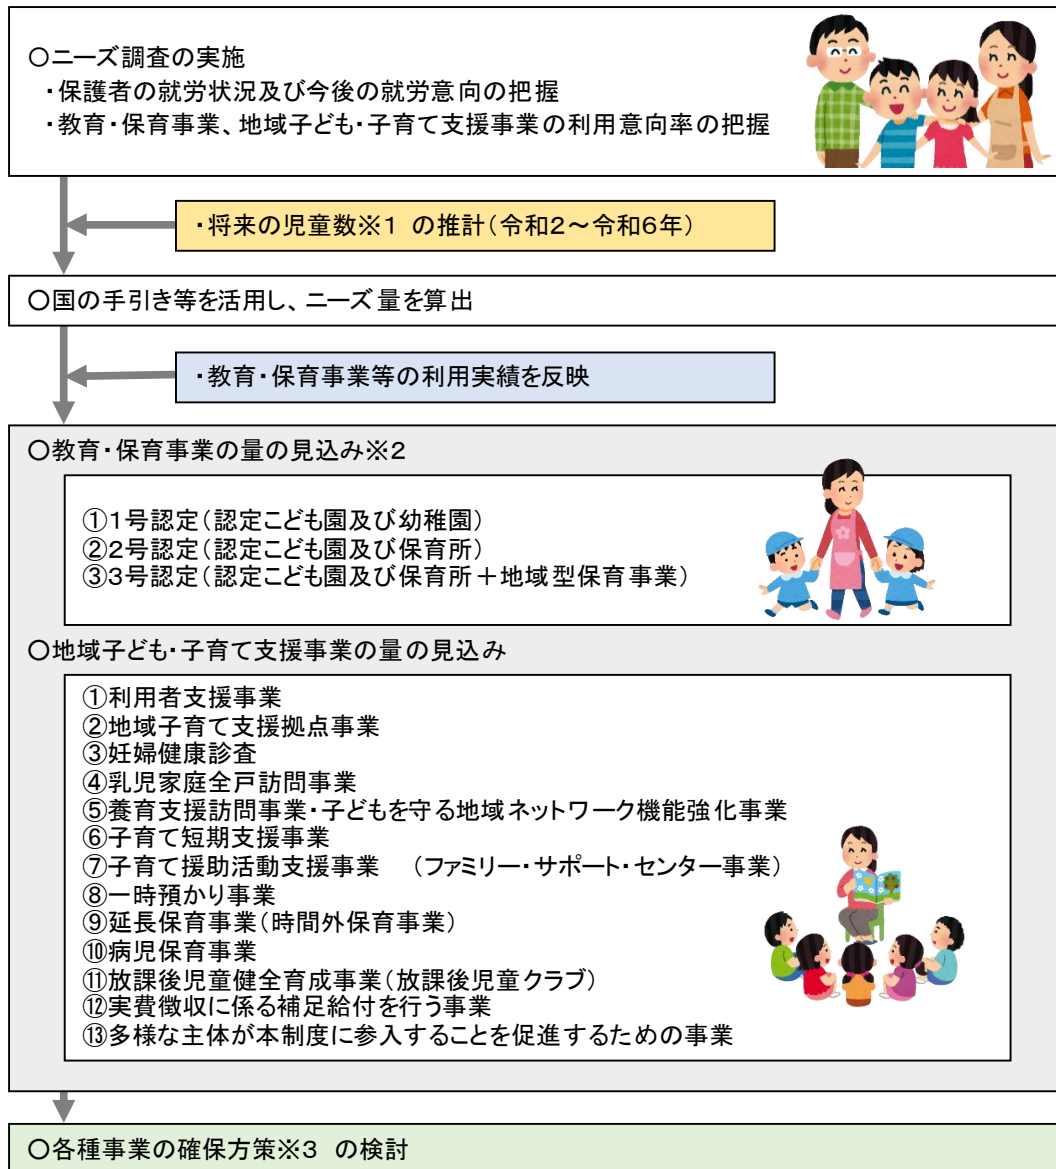 〇ニーズ調査の実施
・保護者の就労状況及び今後の就労意向の把握
・教育・保育事業、地域子ども・子育て支援事業の利用意向率の把握
・将来の児童数※1 の推計（令和2～令和6年）
〇国の手引き等を活用し、ニーズ量を算出
・教育・保育事業等の利用実績を反映
〇教育・保育事業の量の見込み※2
①1号認定（認定こども園及び幼稚園）
②2号認定（認定こども園及び保育所）
③3号認定（認定こども園及び保育所＋地域型保育事業）
〇地域子ども・子育て支援事業の量の見込み
①利用者支援事業
②地域子育て支援拠点事業
③妊婦健康診査
④乳児家庭全戸訪問事業
⑤養育支援訪問事業・子どもを守る地域ネットワーク機能強化事業
⑥子育て短期支援事業
⑦子育て援助活動支援事業　（ファミリー・サポート・センター事業）
⑧一時預かり事業
⑨延長保育事業（時間外保育事業）
⑩病児保育事業
⑪放課後児童健全育成事業（放課後児童クラブ）
⑫実費徴収に係る補足給付を行う事業
⑬多様な主体が本制度に参入することを促進するための事業
〇各種事業の確保方策※3 の検討